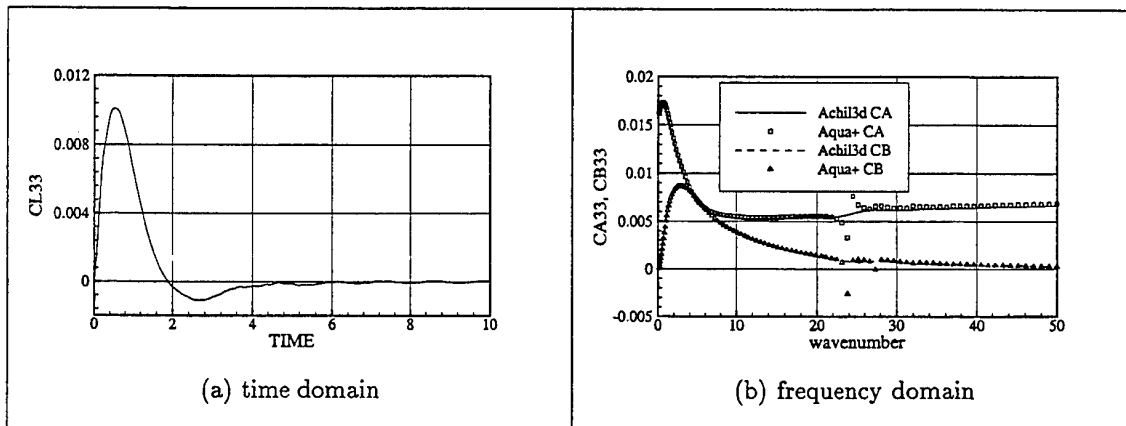 0.012
0.008
0.004
0
CL33
0 2 4 6 8 10
TIME
(a) time domain
0.02
0.015
0.01
0.005
0
-0.005
CA33, CB33
Achil3d CA
Aqua+ CA
Achil3d CB
Aqua+ CB
0 10 20 30 40 50
wavenumber
(b) frequency domain